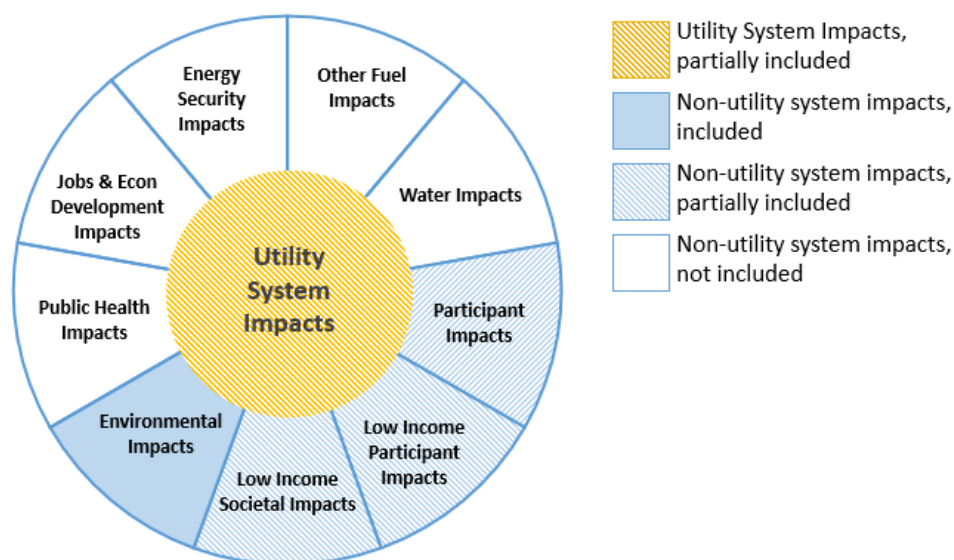 Energy
Security
Impacts
Other Fuel
Impacts
Jobs & Econ
Development
Impacts
Water Impacts
Utility
System
Impacts
Public Health
Impacts
Participant
Impacts
Environmental
Impacts
Low Income
Participant
Impacts
Low Income
Societal Impacts
Utility System Impacts,
partially included
Non-utility system impacts,
included
Non-utility system impacts,
partially included
Non-utility system impacts,
not included